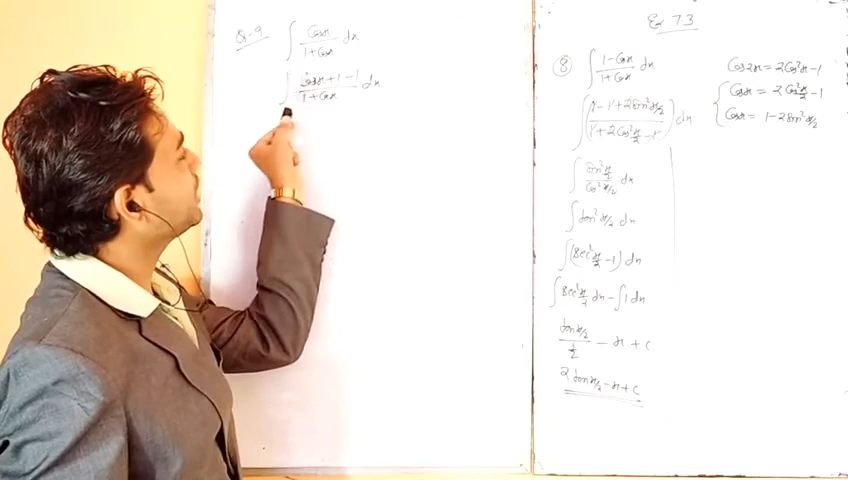 Q-9 ∫ Cosx / 1+Cosx dx
∫ Cosx+1-1 / 1+Cosx dx
Ex 7.3
⑧ ∫ 1-Cosx / 1+Cosx dx
∫ ( 1-1+2Sin²x/2 / 1+2Cos²x/2-1 ) dx
∫ Sin²x/2 / Cos²x/2 dx
∫ tan²x/2 dx
∫ (Sec²x/2 -1) dx
∫ Sec²x/2 dx - ∫ 1 dx
tanx/2 / 1/2 - x + c
2 tanx/2 - x + c
Cos2x = 2Cos²x-1
Cosx = 2Cos²x/2 -1
Cosx = 1-2Sin²x/2